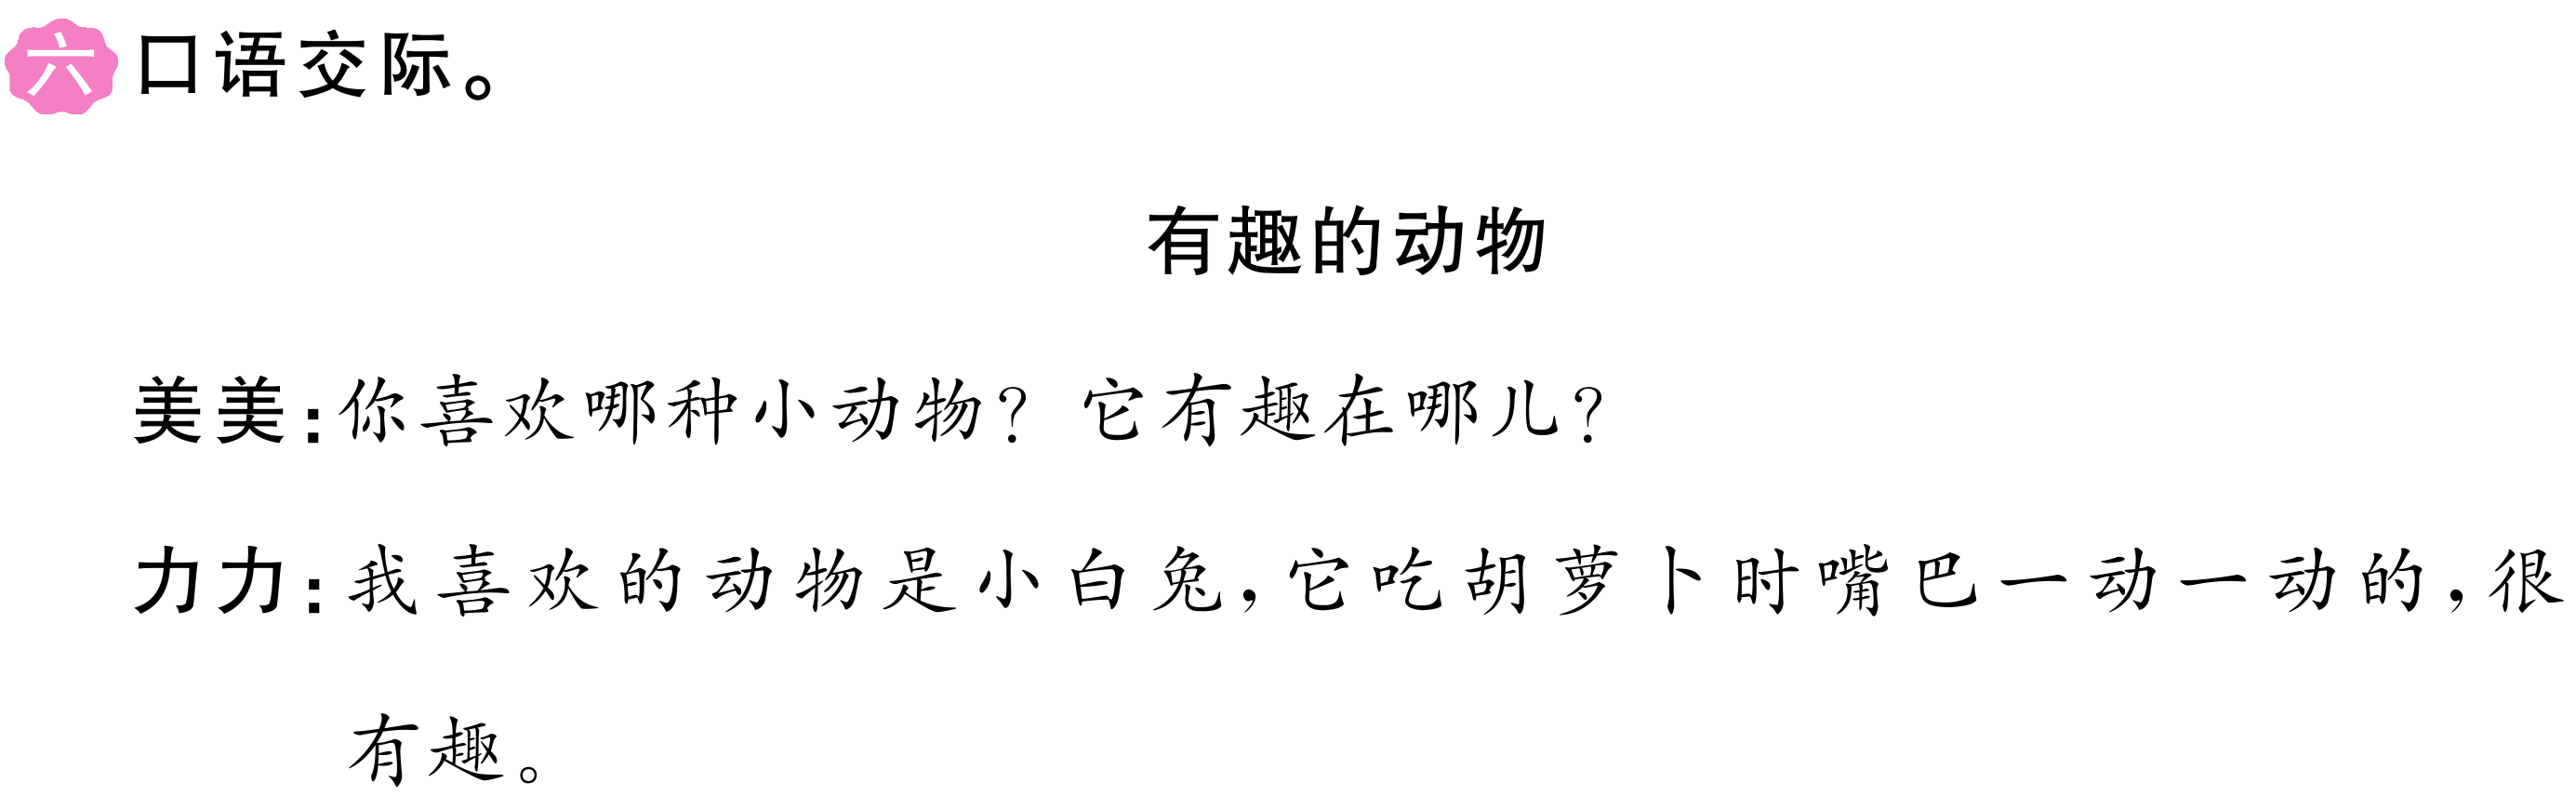 六 口语交际。
有趣的动物
美美:你喜欢哪种小动物?它有趣在哪儿?
力力:我喜欢的动物是小白兔,它吃胡萝卜时嘴巴一动一动的,很
有趣。